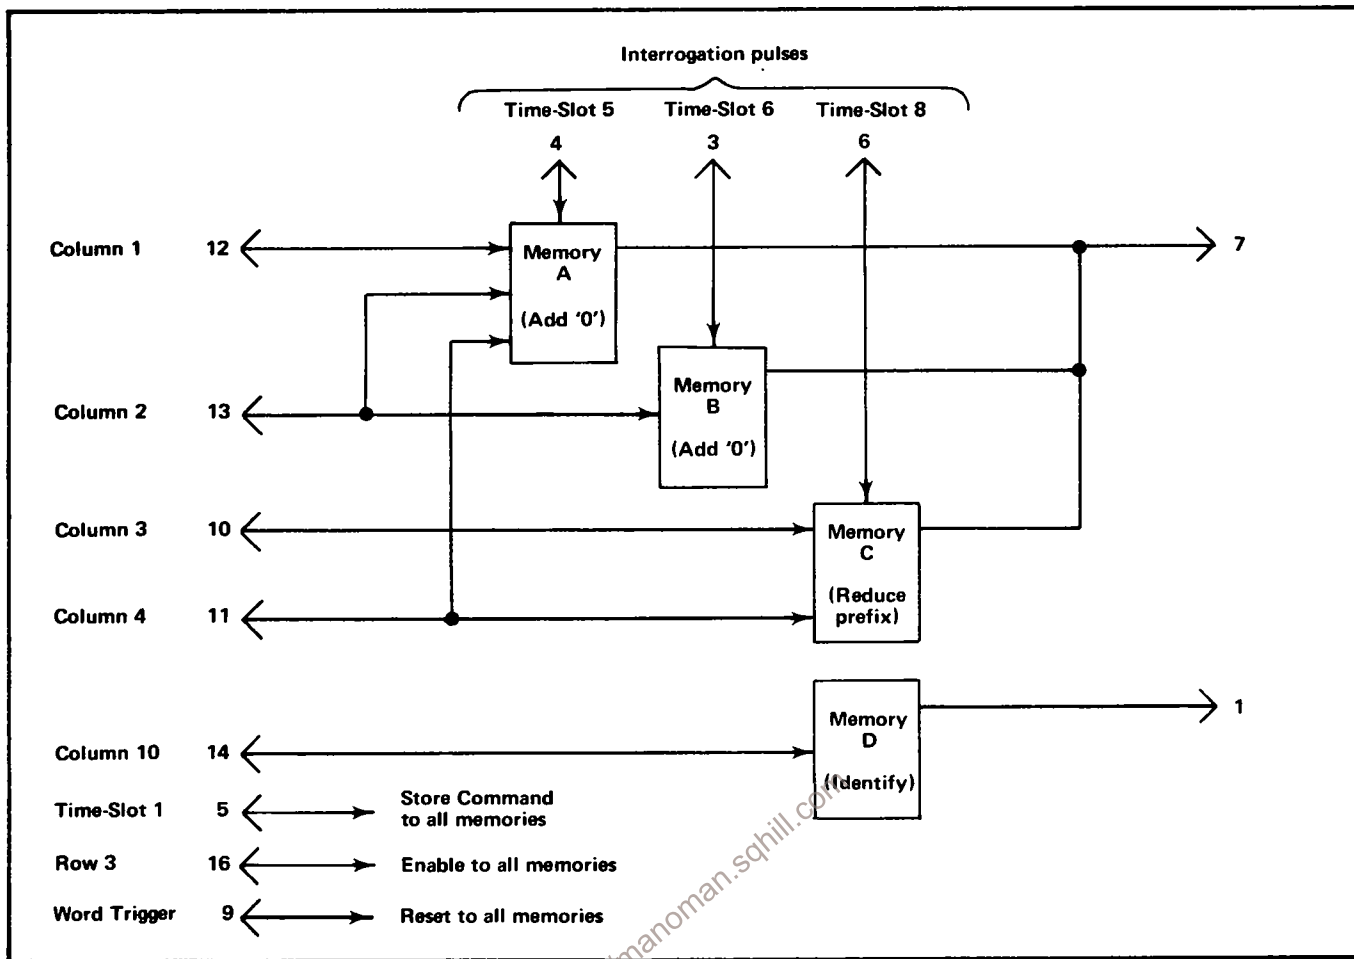 Interrogation pulses
Time-Slot 5 Time-Slot 6 Time-Slot 8
4 3 6
Column 1 12
Memory
A
(Add ‘0’)
7
Column 2 13
Memory
B
(Add ‘0’)
Column 3 10
Memory
C
(Reduce
prefix)
Column 4 11
Memory
D
(Identify)
1
Column 10 14
Time-Slot 1 5
Store Command
to all memories
Row 3 16 Enable to all memories
Word Trigger 9 Reset to all memories
/manoman.sqhill.com